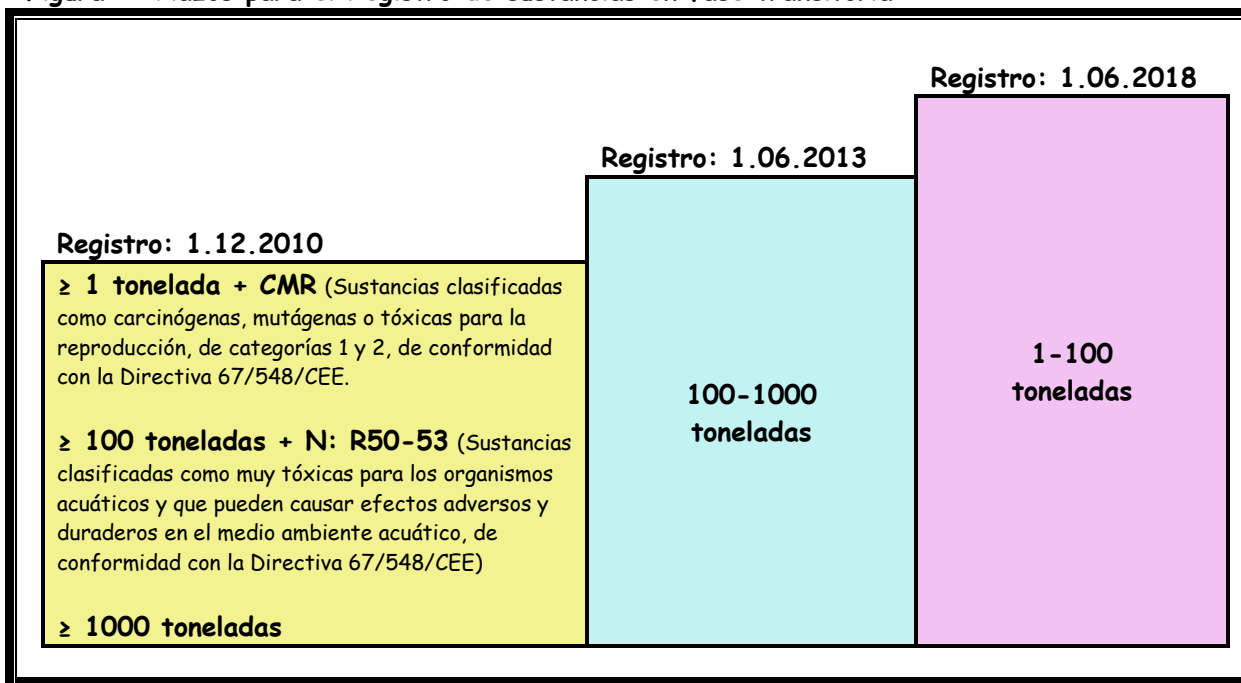 Registro: 1.06.2018
Registro: 1.06.2013
Registro: 1.12.2010
≥ 1 tonelada + CMR (Sustancias clasificadas
como carcinógenas, mutágenas o tóxicas para la
reproducción, de categorías 1 y 2, de conformidad
con la Directiva 67/548/CEE.
≥ 100 toneladas + N: R50-53 (Sustancias
clasificadas como muy tóxicas para los organismos
acuáticos y que pueden causar efectos adversos y
duraderos en el medio ambiente acuático, de
conformidad con la Directiva 67/548/CEE)
≥ 1000 toneladas
100-1000
toneladas
1-100
toneladas